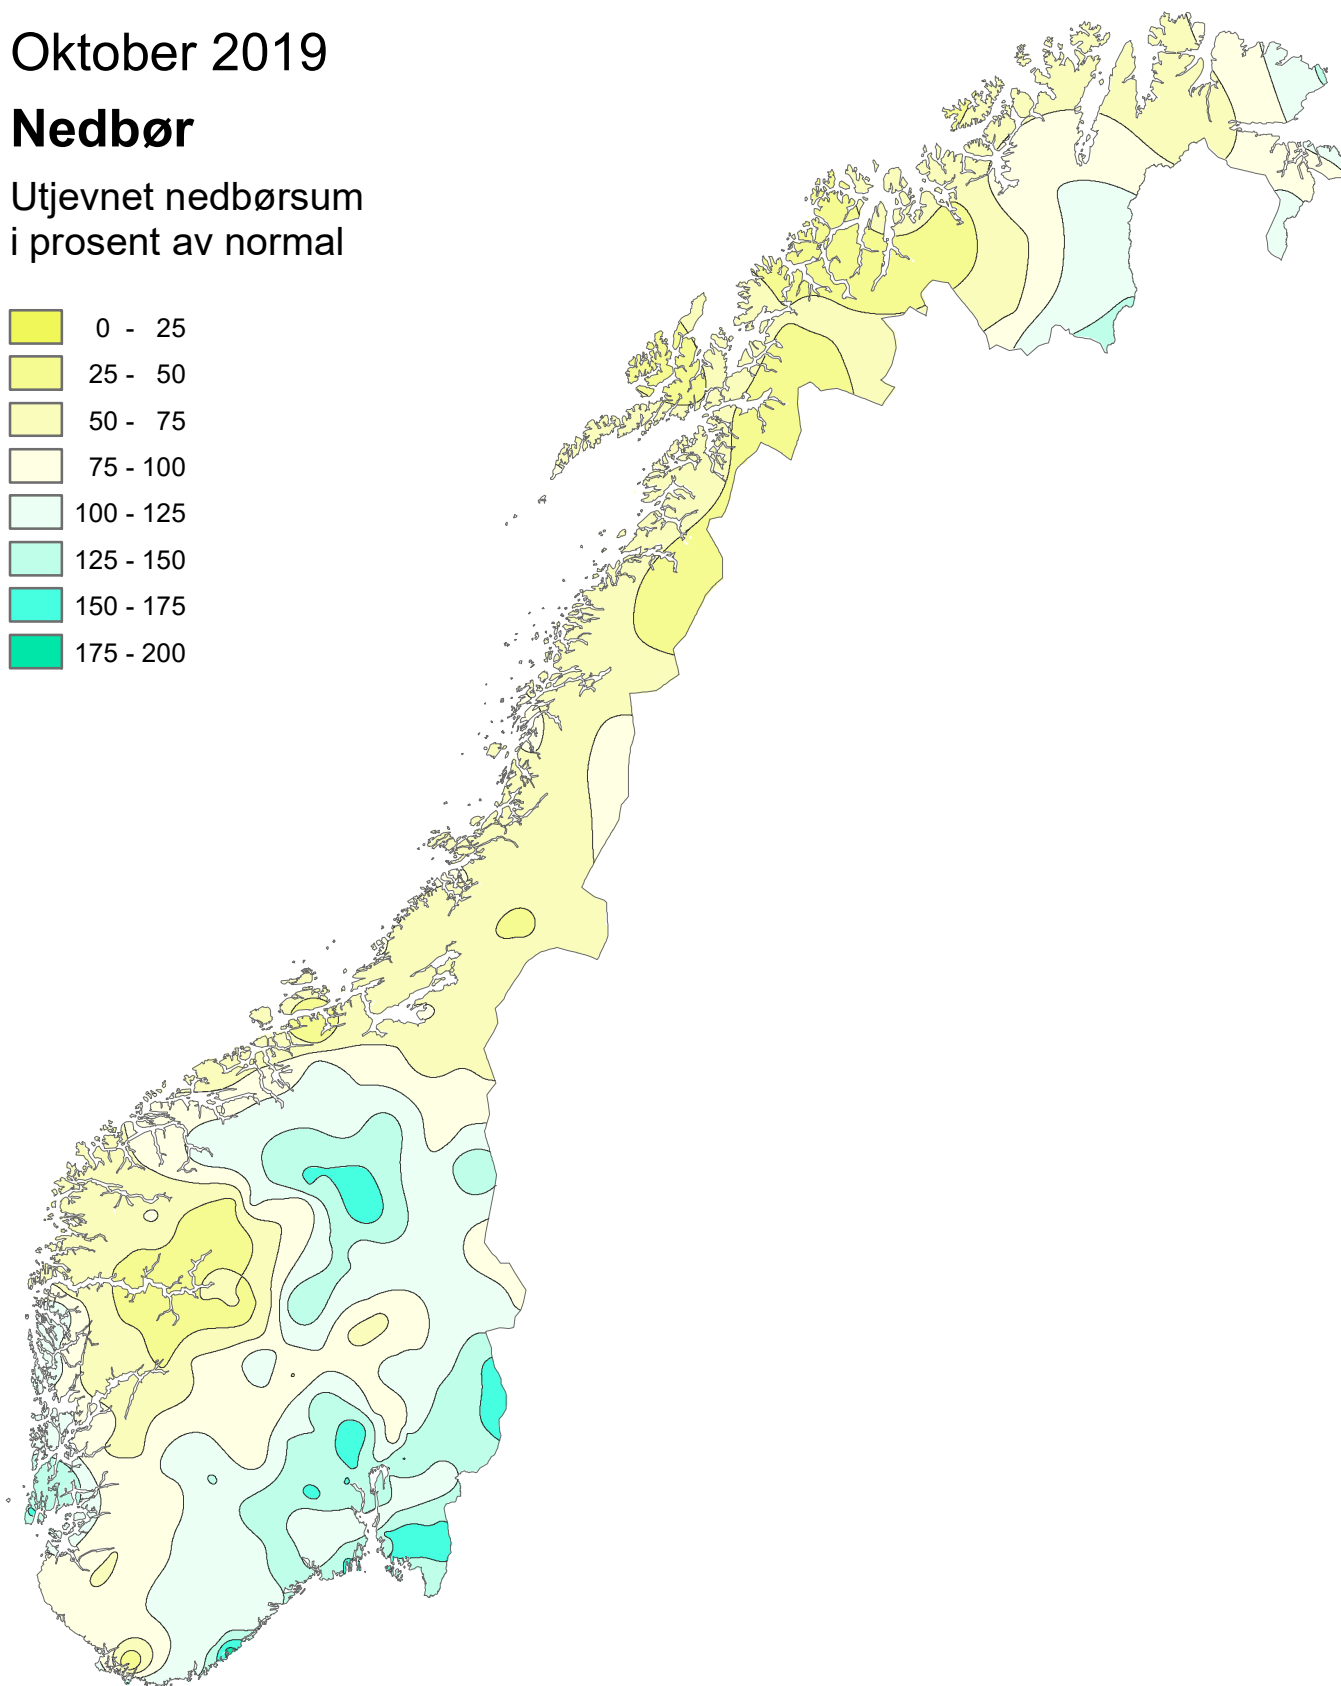 Oktober 2019
Nedbør
Utjevnet nedbørsum
i prosent av normal
0 - 25
25 - 50
50 - 75
75 - 100
100 - 125
125 - 150
150 - 175
175 - 200